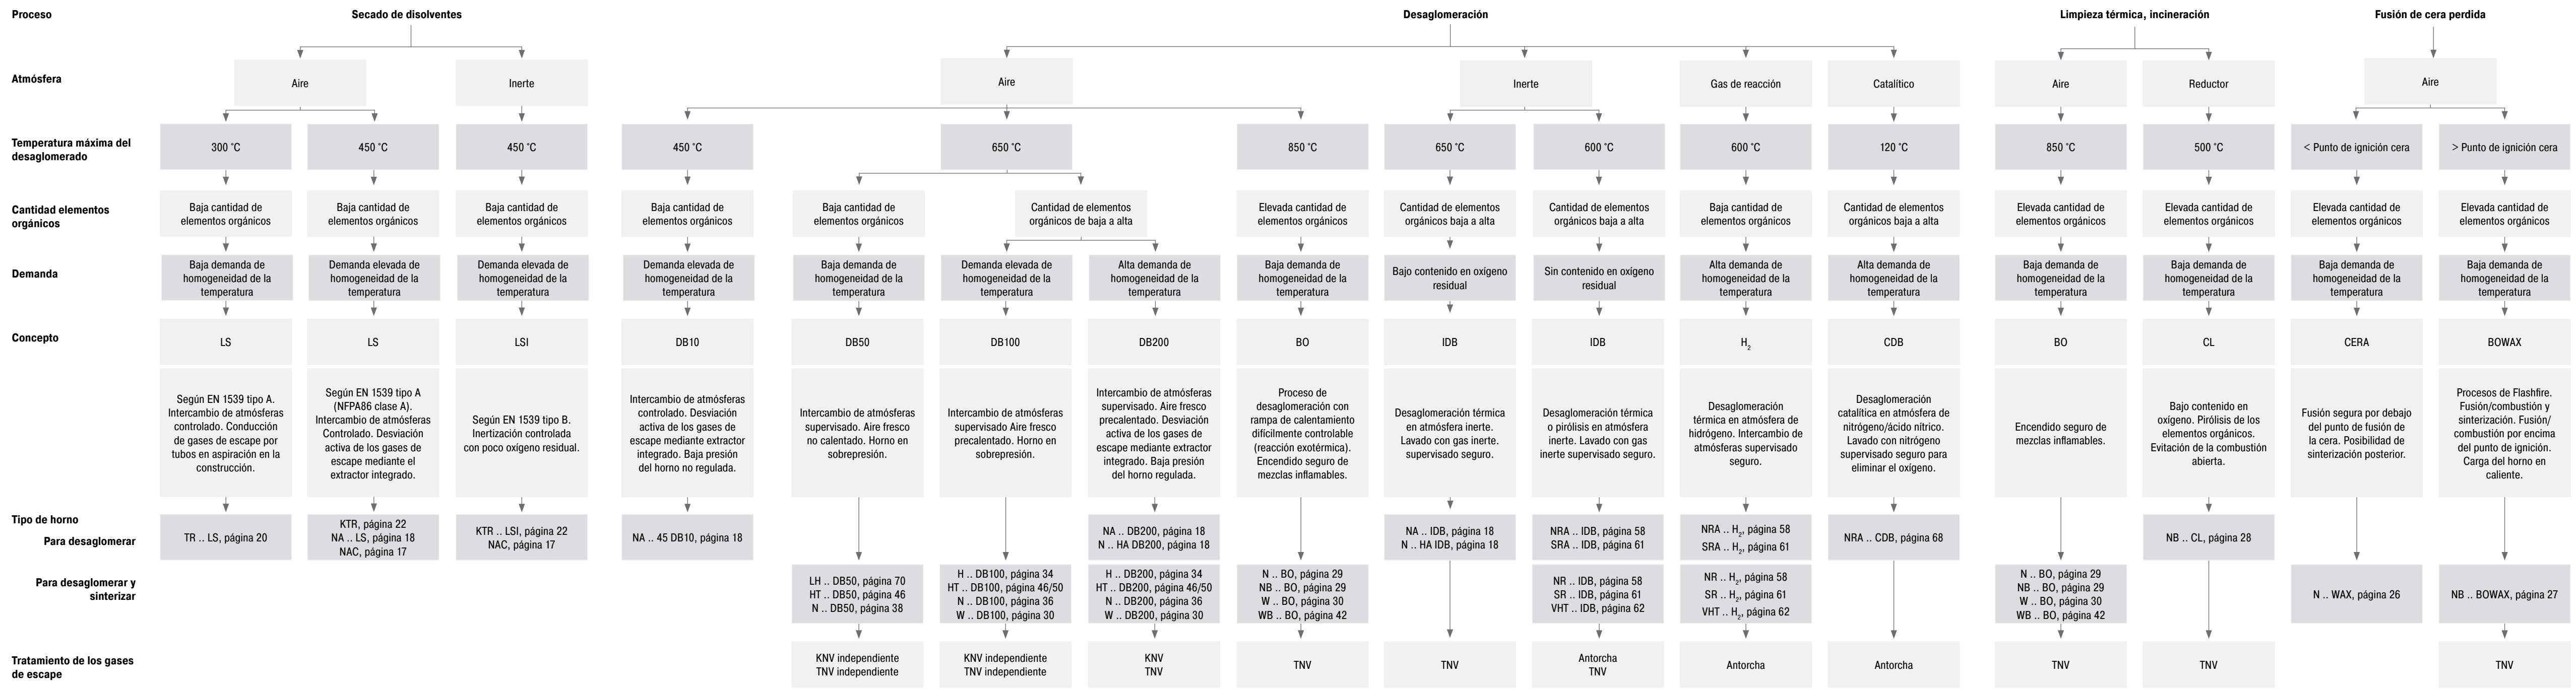 Proceso
Secado de disolventes
Desaglomeración
Limpieza térmica, incineración
Fusión de cera perdida
Atmósfera
Aire
Inerte
Aire
Inerte
Gas de reacción
Catalítico
Aire
Reductor
Aire
Temperatura máxima del
desaglomerado
300 °C
450 °C
450 °C
450 °C
650 °C
850 °C
650 °C
600 °C
600 °C
120 °C
850 °C
500 °C
< Punto de ignición cera
> Punto de ignición cera
Cantidad elementos
orgánicos
Baja cantidad de
elementos orgánicos
Baja cantidad de
elementos orgánicos
Baja cantidad de
elementos orgánicos
Baja cantidad de
elementos orgánicos
Baja cantidad de
elementos orgánicos
Cantidad de elementos
orgánicos de baja a alta
Elevada cantidad de
elementos orgánicos
Cantidad de elementos
orgánicos baja a alta
Cantidad de elementos
orgánicos baja a alta
Baja cantidad de
elementos orgánicos
Cantidad de elementos
orgánicos baja a alta
Elevada cantidad de
elementos orgánicos
Elevada cantidad de
elementos orgánicos
Elevada cantidad de
elementos orgánicos
Elevada cantidad de
elementos orgánicos
Demanda
Baja demanda de
homogeneidad de la
temperatura
Demanda elevada de
homogeneidad de la
temperatura
Demanda elevada de
homogeneidad de la
temperatura
Demanda elevada de
homogeneidad de la
temperatura
Baja demanda de
homogeneidad de la
temperatura
Demanda elevada de
homogeneidad de la
temperatura
Alta demanda de
homogeneidad de la
temperatura
Baja demanda de
homogeneidad de la
temperatura
Bajo contenido en oxígeno
residual
Sin contenido en oxígeno
residual
Alta demanda de
homogeneidad de la
temperatura
Alta demanda de
homogeneidad de la
temperatura
Baja demanda de
homogeneidad de la
temperatura
Baja demanda de
homogeneidad de la
temperatura
Baja demanda de
homogeneidad de la
temperatura
Baja demanda de
homogeneidad de la
temperatura
Concepto
LS
LS
LSI
DB10
DB50
DB100
DB200
BO
IDB
IDB
H₂
CDB
BO
CL
CERA
BOWAX
Según EN 1539 tipo A.
Intercambio de atmósferas
controlado. Conducción
de gases de escape por
tubos en aspiración en la
construcción.
Según EN 1539 tipo A
(NFPA86 clase A).
Intercambio de atmósferas
Controlado. Desviación
activa de los gases de
escape mediante el
extractor integrado.
Según EN 1539 tipo B.
Inertización controlada
con poco oxígeno residual.
Intercambio de atmósferas
controlado. Desviación
activa de los gases de
escape mediante extractor
integrado. Baja presión
del horno no regulada.
Intercambio de atmósferas
supervisado. Aire fresco
no calentado. Horno en
sobrepresión.
Intercambio de atmósferas
supervisado Aire fresco
precalentado. Horno en
sobrepresión.
Intercambio de atmósferas
supervisado. Aire fresco
precalentado. Desviación
activa de los gases de
escape mediante extractor
integrado. Baja presión
del horno regulada.
Proceso de
desaglomeración con
rampa de calentamiento
difícilmente controlable
(reacción exotérmica).
Encendido seguro de
mezclas inflamables.
Desaglomeración térmica
en atmósfera inerte.
Lavado con gas inerte
supervisado seguro.
Desaglomeración térmica
o pirólisis en atmósfera
inerte. Lavado con gas
inerte supervisado seguro.
Desaglomeración
térmica en atmósfera de
hidrógeno. Intercambio de
atmósferas supervisado
seguro.
Desaglomeración
catalítica en atmósfera de
nitrógeno/ácido nítrico.
Lavado con nitrógeno
supervisado seguro para
eliminar el oxígeno.
Encendido seguro de
mezclas inflamables.
Bajo contenido en
oxígeno. Pirólisis de los
elementos orgánicos.
Evitación de la combustión
abierta.
Fusión segura por debajo
del punto de fusión de
la cera. Posibilidad de
sinterización posterior.
Procesos de Flashfire.
Fusión/combustión y
sinterización. Fusión/
combustión por encima
del punto de ignición.
Carga del horno en
caliente.
Tipo de horno
Para desaglomerar
TR .. LS, página 20
KTR, página 22
NA .. LS, página 18
NAC, página 17
KTR .. LSI, página 22
NAC, página 17
NA .. 45 DB10, página 18
NA .. DB200, página 18
N .. HA DB200, página 18
NA .. IDB, página 18
N .. HA IDB, página 18
NRA .. IDB, página 58
SRA .. IDB, página 61
NRA .. H₂, página 58
SRA .. H₂, página 61
NRA .. CDB, página 68
NB .. CL, página 28
Para desaglomerar y
sinterizar
LH .. DB50, página 70
HT .. DB50, página 46
N .. DB50, página 38
H .. DB100, página 34
HT .. DB100, página 46/50
N .. DB100, página 36
W .. DB100, página 30
H .. DB200, página 34
HT .. DB200, página 46/50
N .. DB200, página 36
W .. DB200, página 30
N .. BO, página 29
NB .. BO, página 29
W .. BO, página 30
WB .. BO, página 42
NR .. IDB, página 58
SR .. IDB, página 61
VHT .. IDB, página 62
NR .. H₂, página 58
SR .. H₂, página 61
VHT .. H₂, página 62
N .. BO, página 29
NB .. BO, página 29
W .. BO, página 30
WB .. BO, página 42
N .. WAX, página 26
NB .. BOWAX, página 27
Tratamiento de los gases
de escape
KNV independiente
TNV independiente
KNV independiente
TNV independiente
KNV
TNV
TNV
TNV
Antorcha
TNV
Antorcha
Antorcha
TNV
TNV
TNV